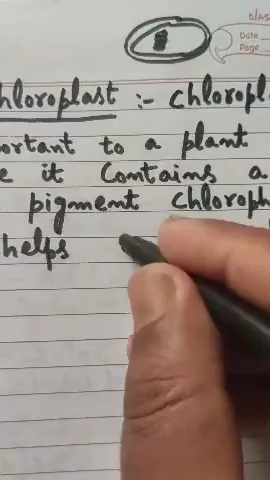 Date
Page
hloroplast :- Chloropl
ortant to a plant
e it Contains a
pigment Chloroph
helps